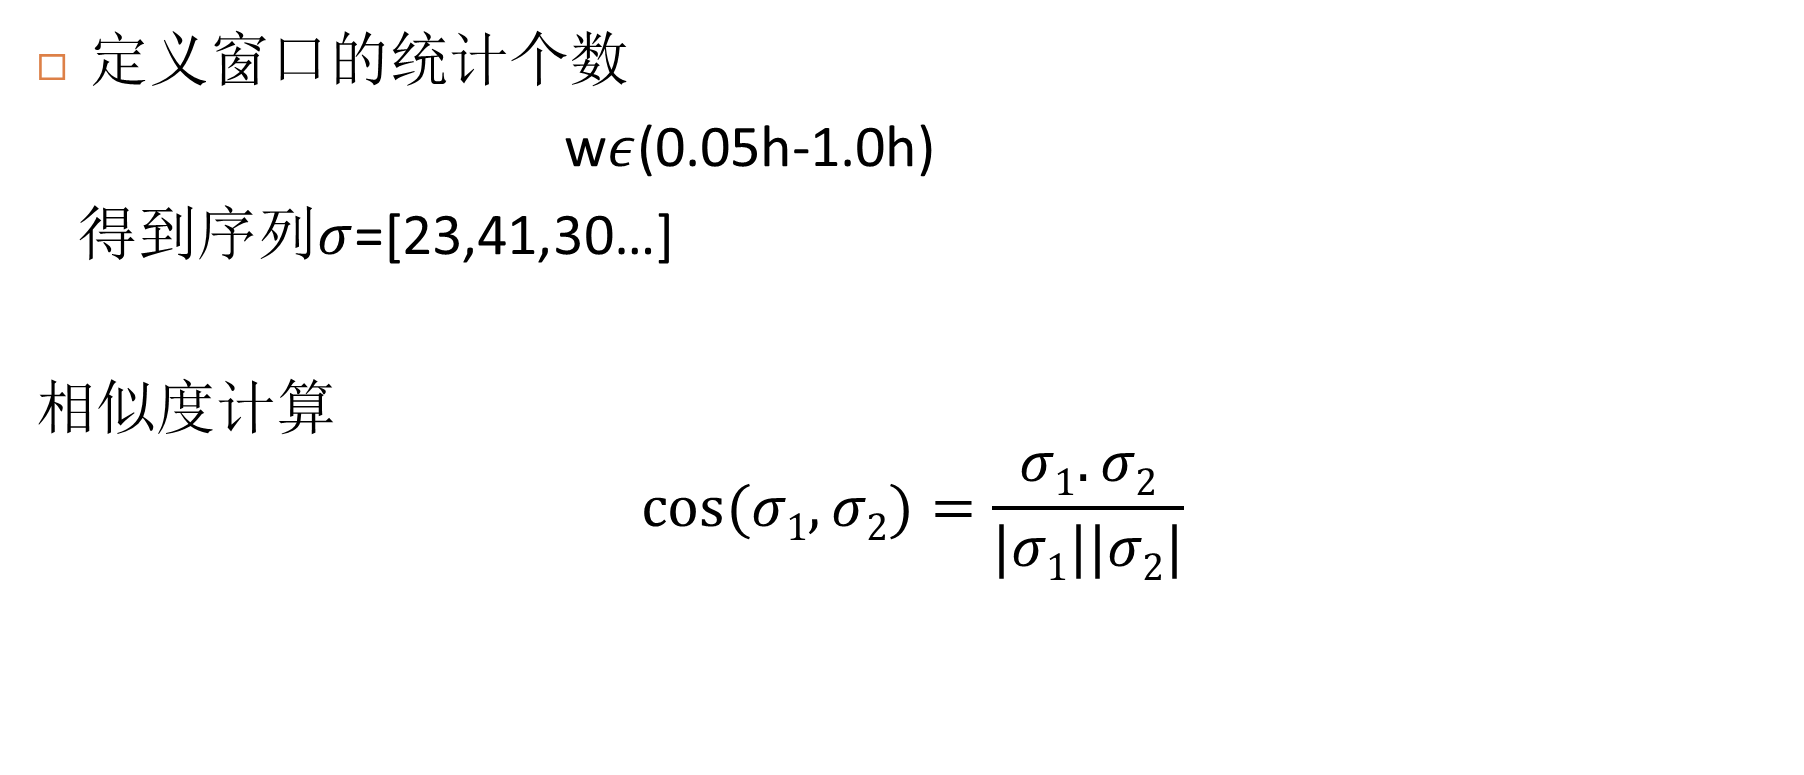 定义窗口的统计个数
wϵ(0.05h-1.0h)
得到序列σ=[23,41,30…]
相似度计算
cos(σ₁, σ₂) = σ₁. σ₂ / |σ₁||σ₂|